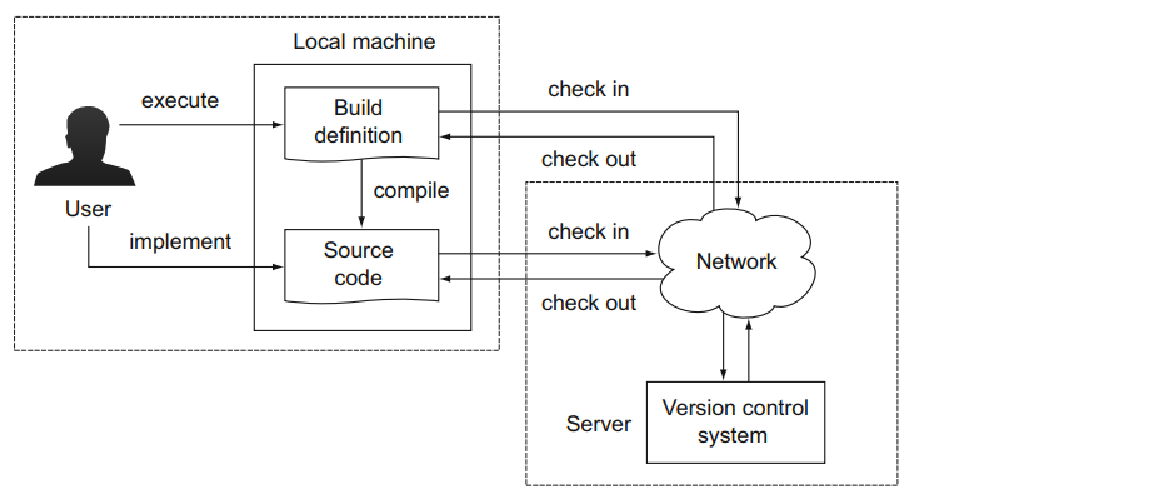 Local machine
execute
Build
definition
check in
check out
compile
User
implement
Source
code
check in
check out
Network
Server
Version control
system